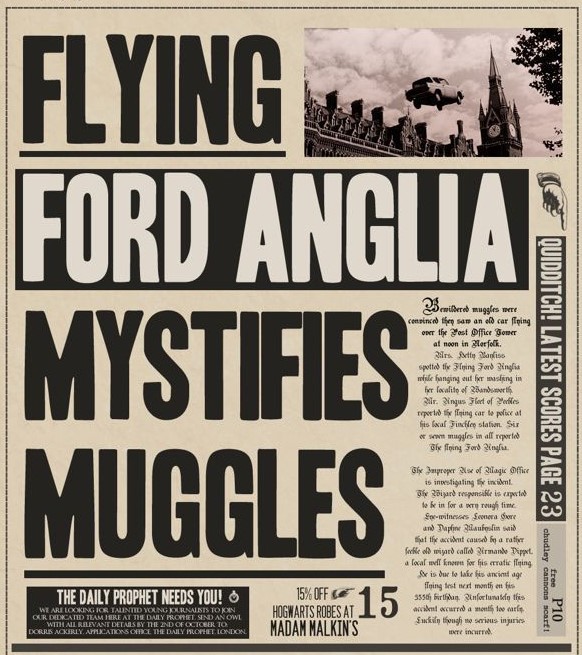 FLYING
FORD ANGLIA
MYSTIFIES
MUGGLES
Bewildered muggles were
convinced they saw an old car flying
over the Post Office Tower
at noon in Norfolk.
Mrs. Hetty Bayliss
spotted the Flying Ford Anglia
while hanging out her washing in
her locality of Wandsworth.
Mr. Angus Fleet of Peebles
reported the flying car to police at
his local Finchley station. Six
or seven muggles in all reported
The flying Ford Anglia.
The Improper Use of Magic Office
is investigating the incident.
The Wizard responsible is expected
to be in for a very rough time.
Eye-witnesses Leonora Gore
and Daphne said
that the accident caused by a rather
feeble old wizard called Armando Dippet,
a local well known for his erratic flying.
He is due to take his ancient age
flying test next month on his
555th birthday. Unfortunately this
accident occurred a month too early.
Luckily though no serious injuries
were incurred.
QUIDDITCH! LATEST SCORES PAGE 23
free P10
chudley cannons scarf!
THE DAILY PROPHET NEEDS YOU!
WE ARE LOOKING FOR TALENTED YOUNG JOURNALISTS TO JOIN
OUR DEDICATED TEAM HERE AT THE DAILY PROPHET. SEND AN OWL
WITH ALL RELEVANT DETAILS BY THE 2ND OF OCTOBER TO:
DORRIS ACKERLY, APPLICATIONS OFFICE, THE DAILY PROPHET, LONDON.
15% OFF
HOGWARTS ROBES AT 15
MADAM MALKIN'S